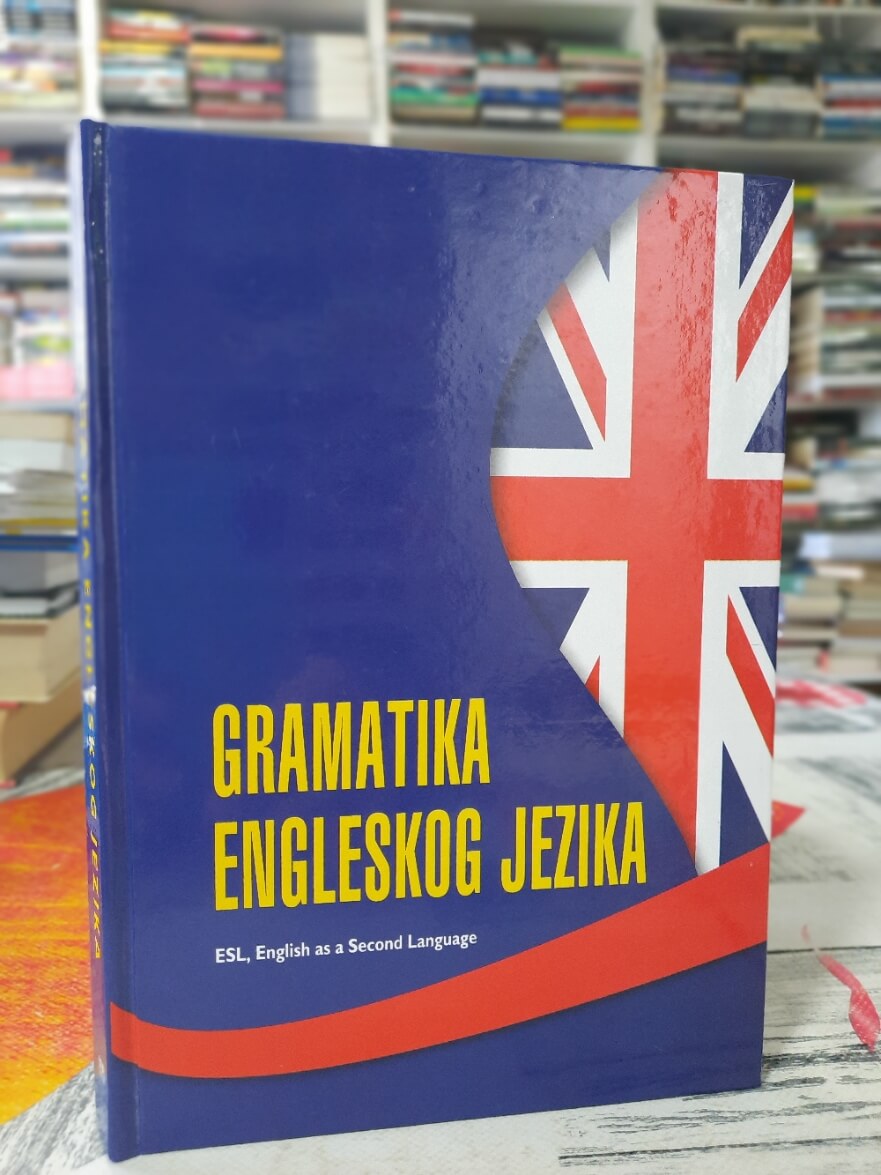 GRAMATIKA
ENGLESKOG JEZIKA
ESL, English as a Second Language